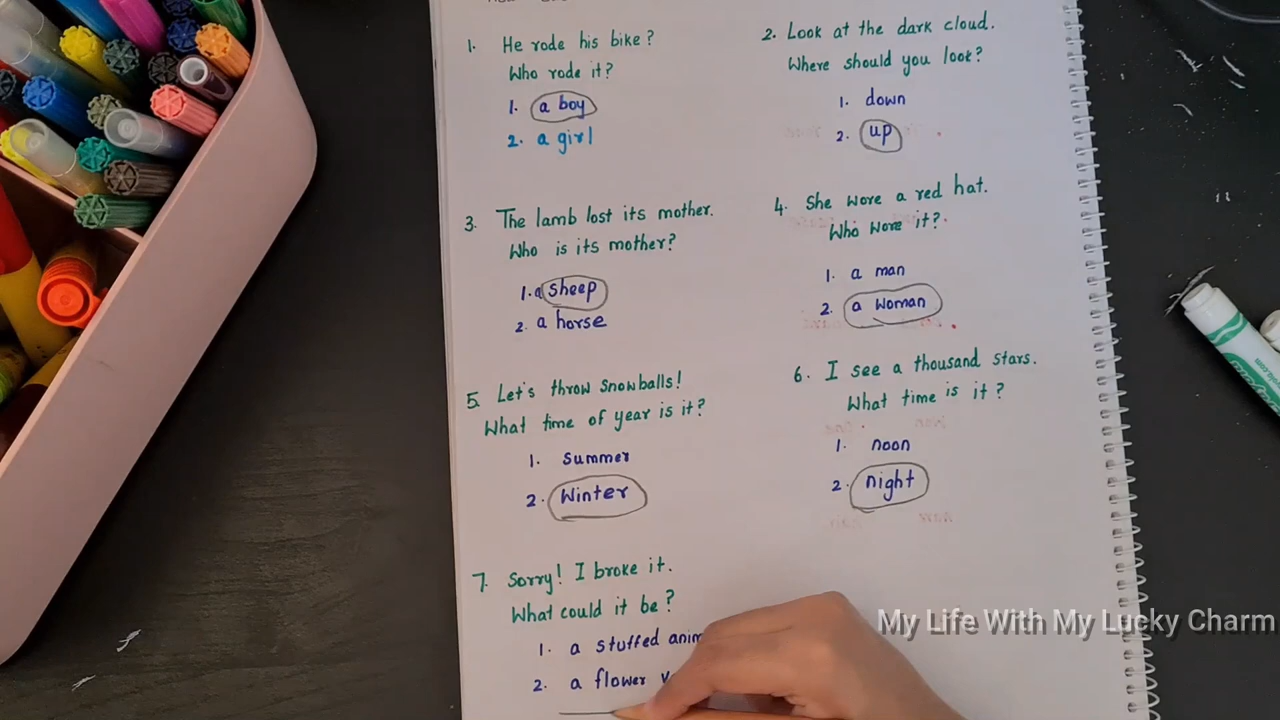 1. He rode his bike?
Who rode it?
1. a boy
2. a girl
2. Look at the dark cloud.
Where should you look?
1. down
2. up
3. The lamb lost its mother.
Who is its mother?
1. a sheep
2. a horse
4. She wore a red hat.
Who wore it?
1. a man
2. a woman
5. Let's throw snowballs!
What time of year is it?
1. Summer
2. Winter
6. I see a thousand stars.
What time is it?
1. noon
2. night
7. Sorry! I broke it.
What could it be?
1. a stuffed
2. a flower
My Life With My Lucky Charm